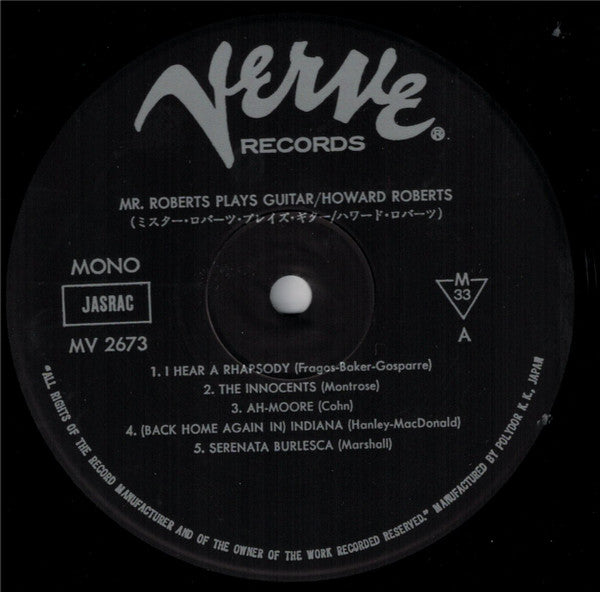 VERVE®
RECORDS
MR. ROBERTS PLAYS GUITAR/HOWARD ROBERTS
(ミスター・ロバーツ・プレイズ・ギター/ハワード・ロバーツ)
MONO
JASRAC
MV 2673
M
33
A
1. I HEAR A RHAPSODY (Fragos-Baker-Gosparre)
2. THE INNOCENTS (Montrose)
3. AH-MOORE (Cohn)
4. (BACK HOME AGAIN IN) INDIANA (Hanley-MacDonald)
5. SERENATA BURLESCA (Marshall)
"ALL RIGHTS OF THE RECORD MANUFACTURER AND OF THE OWNER OF THE WORK RECORDED RESERVED." MANUFACTURED BY POLYDOR K. K., JAPAN